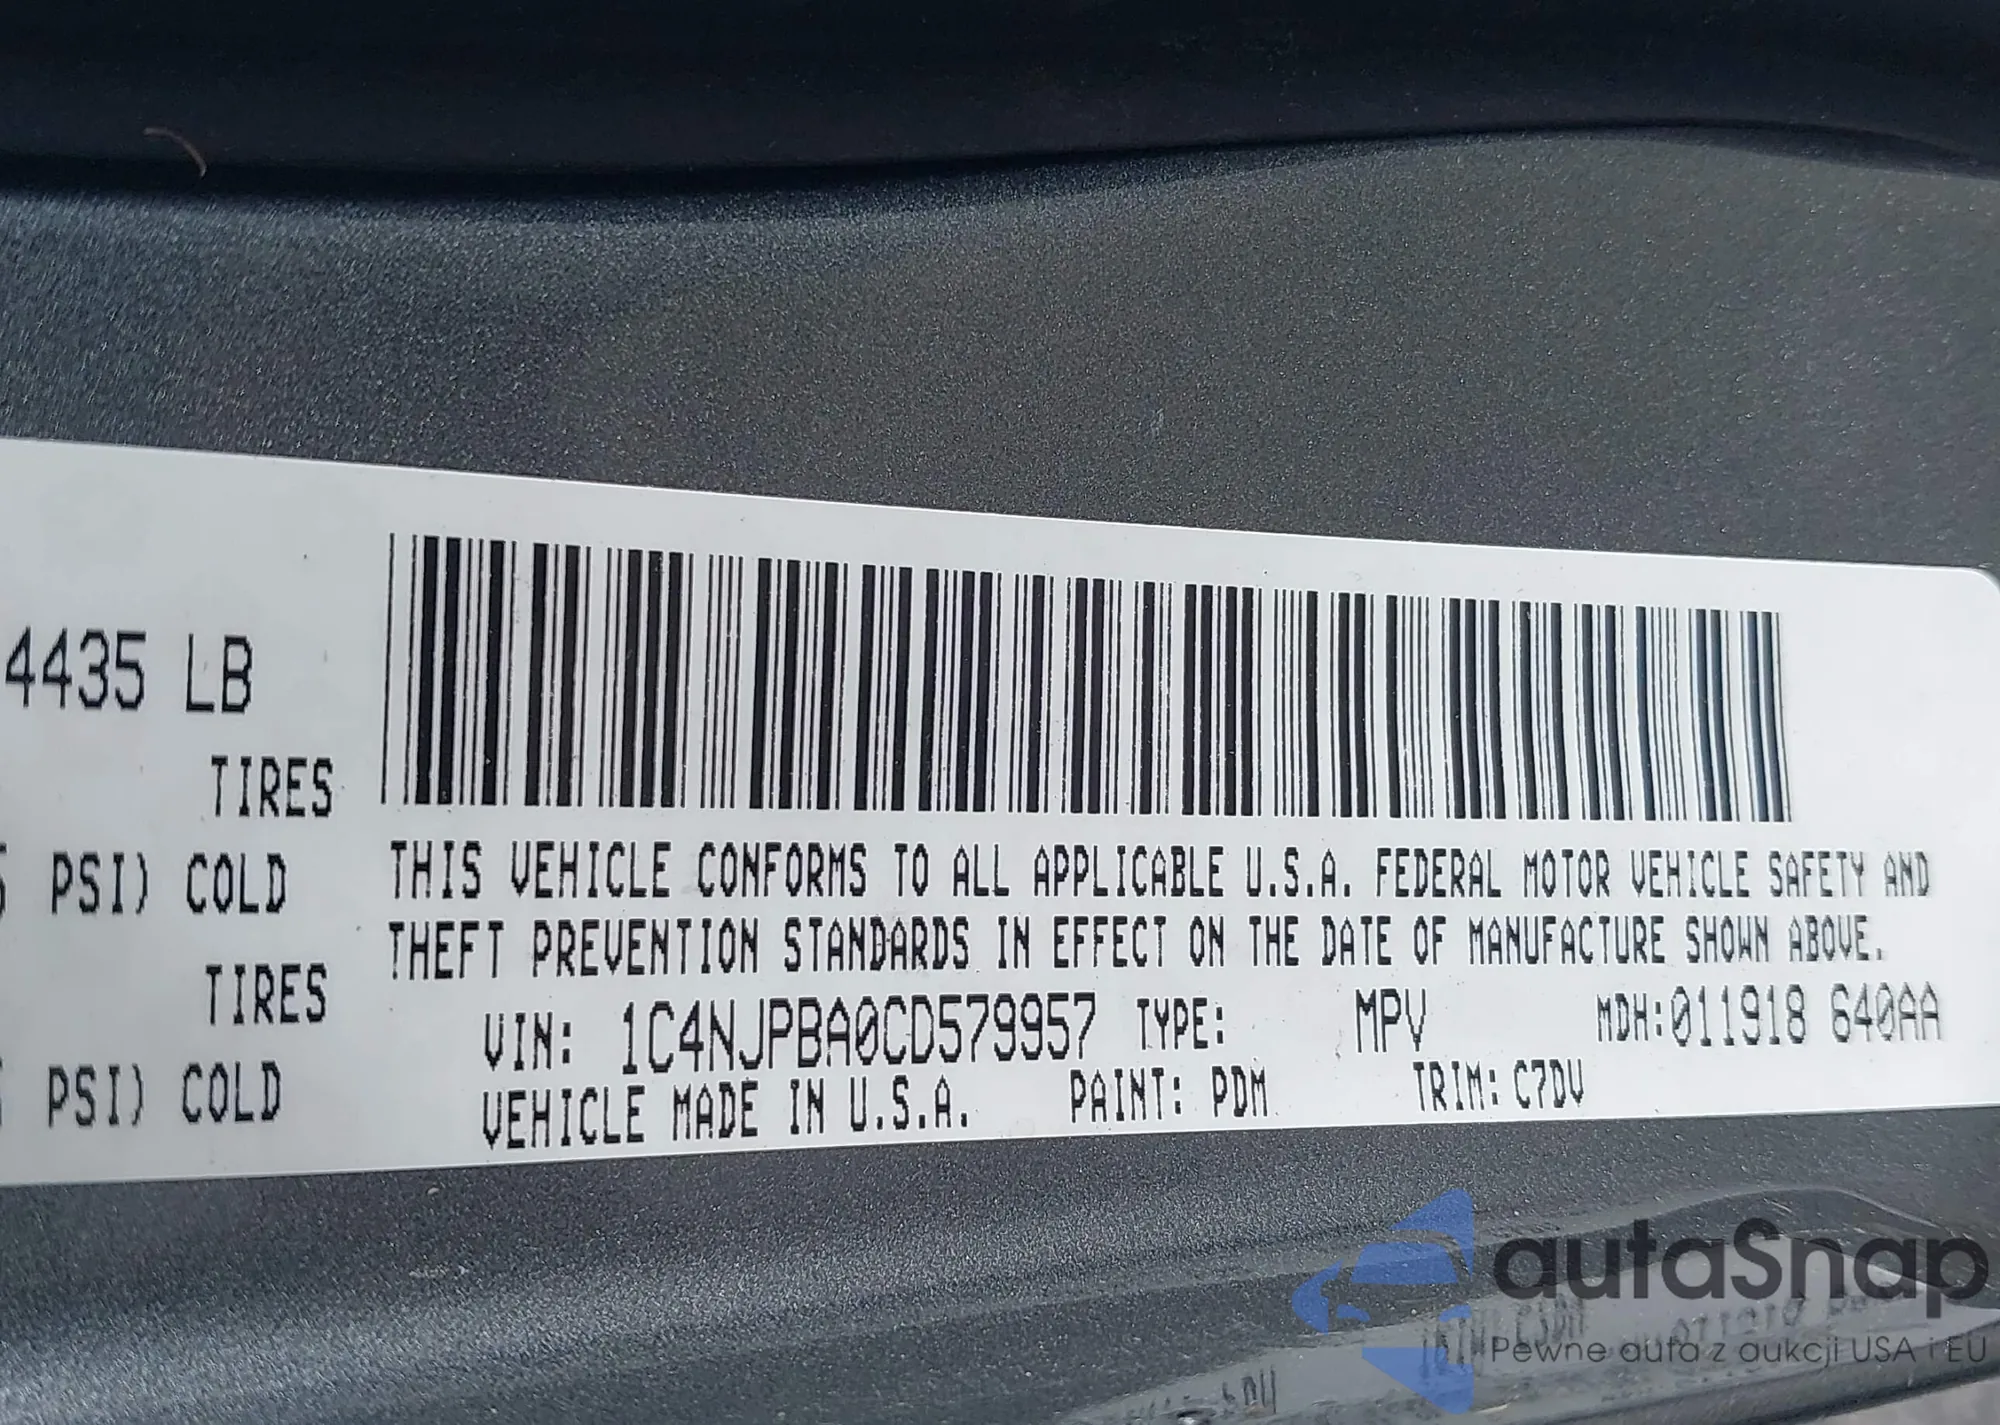 4435 LB
TIRES
PSI) COLD
TIRES
PSI) COLD
THIS VEHICLE CONFORMS TO ALL APPLICABLE U.S.A. FEDERAL MOTOR VEHICLE SAFETY AND
THEFT PREVENTION STANDARDS IN EFFECT ON THE DATE OF MANUFACTURE SHOWN ABOVE.
VIN: 1C4NJPBA0CD579957 TYPE: MPV MDH:011918 640AA
VEHICLE MADE IN U.S.A. PAINT: PDM TRIM: C7DV
autaSnap
Pewne auta z aukcji USA i EU